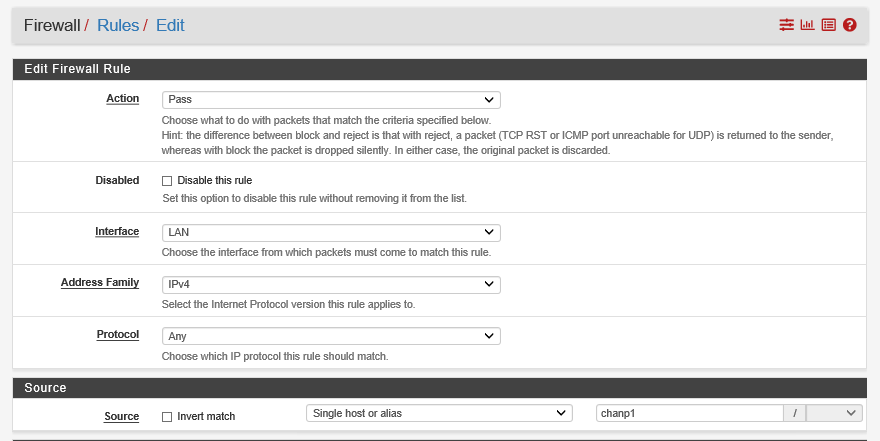 Firewall / Rules / Edit
Edit Firewall Rule
Action Pass
Choose what to do with packets that match the criteria specified below.
Hint: the difference between block and reject is that with reject, a packet (TCP RST or ICMP port unreachable for UDP) is returned to the sender,
whereas with block the packet is dropped silently. In either case, the original packet is discarded.
Disabled Disable this rule
Set this option to disable this rule without removing it from the list.
Interface LAN
Choose the interface from which packets must come to match this rule.
Address Family IPv4
Select the Internet Protocol version this rule applies to.
Protocol Any
Choose which IP protocol this rule should match.
Source
Source Invert match Single host or alias chanp1 /